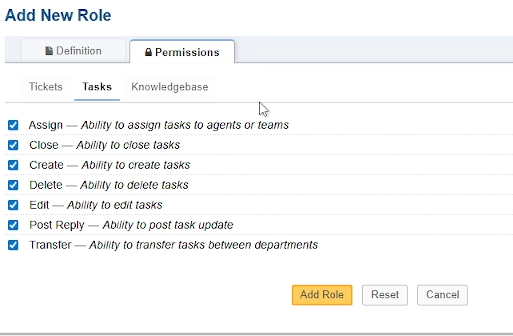 Add New Role
Definition Permissions
Tickets Tasks Knowledgebase
Assign — Ability to assign tasks to agents or teams
Close — Ability to close tasks
Create — Ability to create tasks
Delete — Ability to delete tasks
Edit — Ability to edit tasks
Post Reply — Ability to post task update
Transfer — Ability to transfer tasks between departments
Add Role Reset Cancel